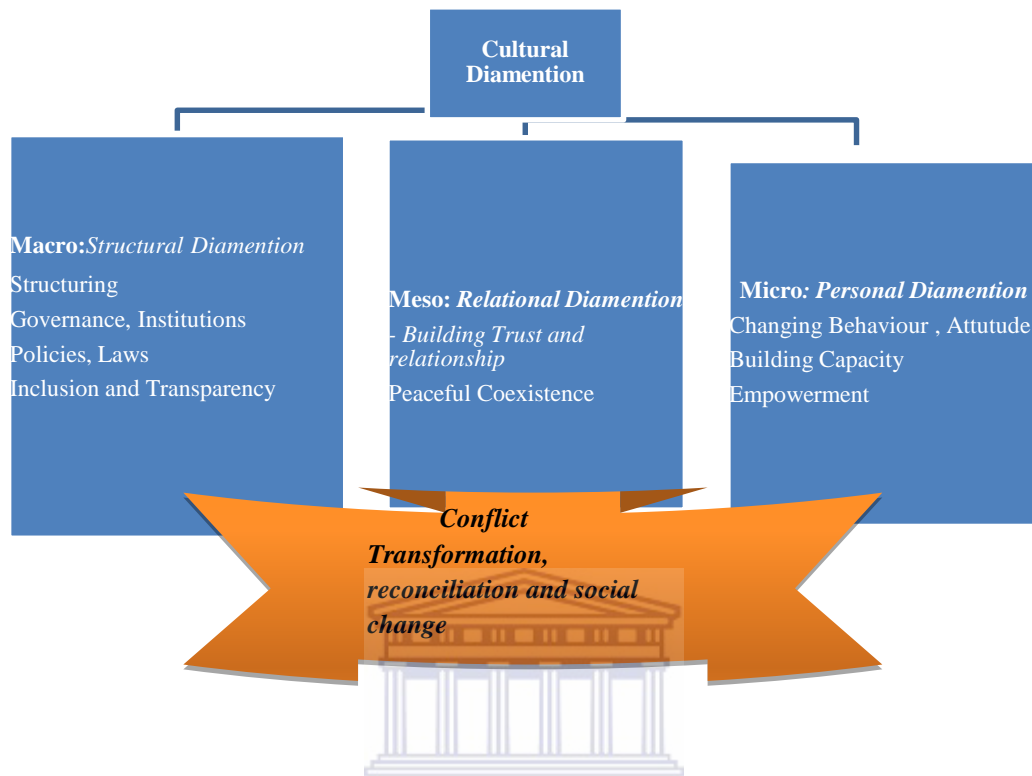 Cultural
Diamention
Macro:Structural Diamention
Structuring
Governance, Institutions
Policies, Laws
Inclusion and Transparency
Meso: Relational Diamention
- Building Trust and
relationship
Peaceful Coexistence
Micro: Personal Diamention
Changing Behaviour , Attutude
Building Capacity
Empowerment
Conflict
Transformation,
reconciliation and social
change